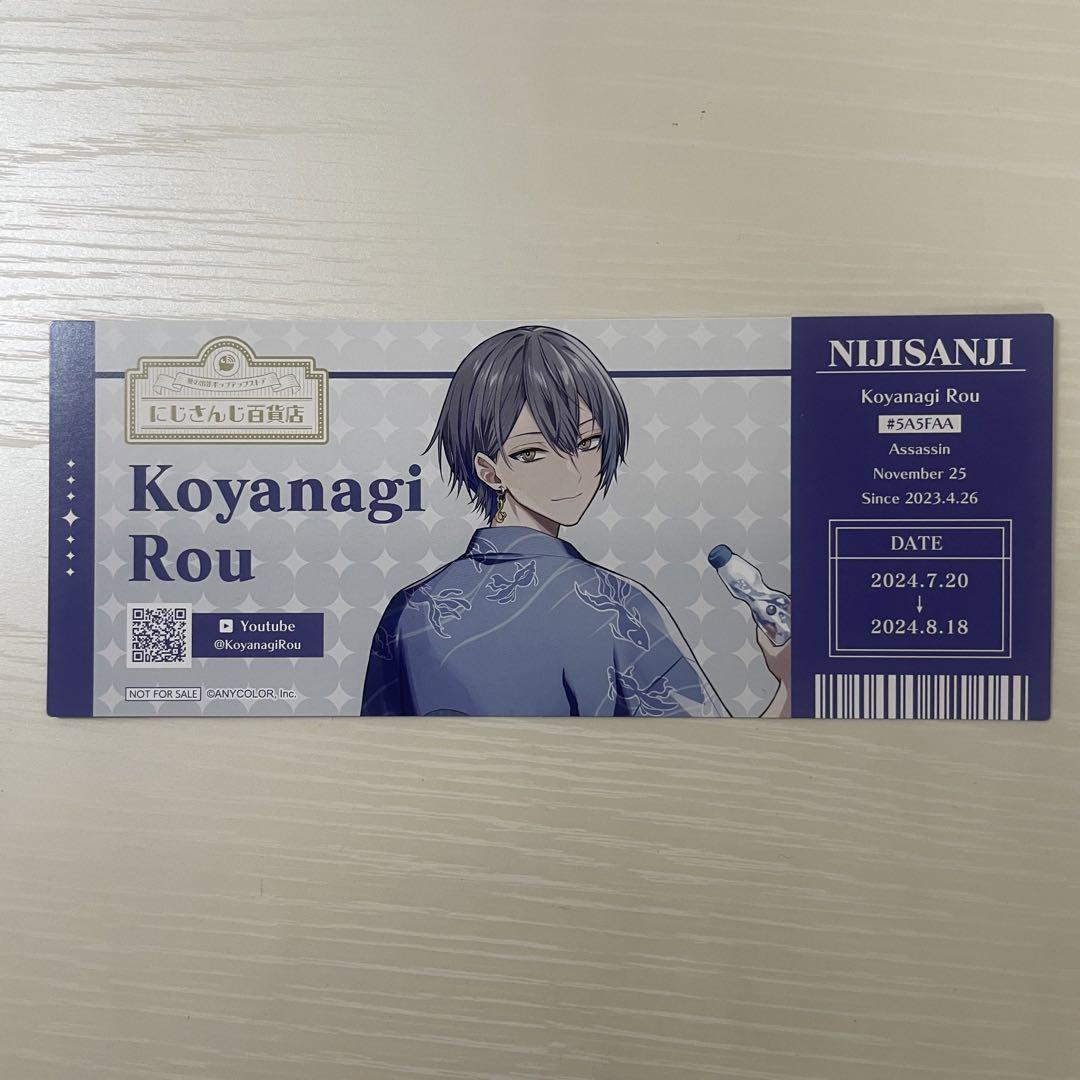 にじさんじ百貨店
Koyanagi
Rou
Youtube
@KoyanagiRou
NOT FOR SALE ©ANYCOLOR, Inc.
NIJISANJI
Koyanagi Rou
#5A5FAA
Assassin
November 25
Since 2023.4.26
DATE
2024.7.20
↓
2024.8.18